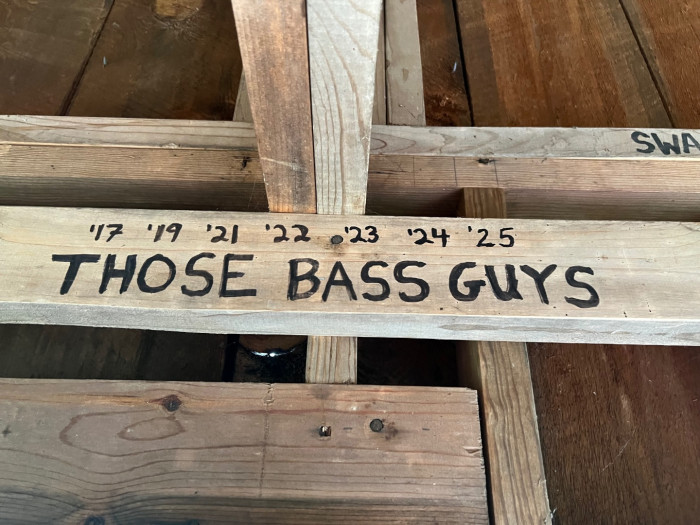 SWA
'17 '19 '21 '22 '23 '24 '25
THOSE BASS GUYS